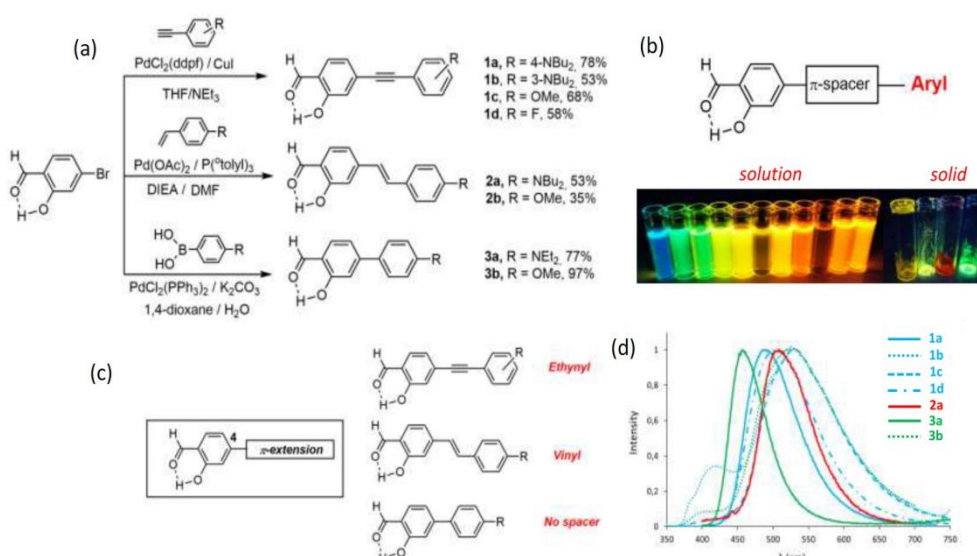 (a)
R
PdCl2(ddpf) / CuI
THF/NEt3
H
O
H-O
R
1a, R = 4-NBu2, 78%
1b, R = 3-NBu2, 53%
1c, R = OMe, 68%
1d, R = F, 58%
H
O
H-O
Br
R
Pd(OAc)2 / P(otolyl)3
DIEA / DMF
H
O
H-O
R
2a, R = NBu2, 53%
2b, R = OMe, 35%
HO
B
HO
R
PdCl2(PPh3)2 / K2CO3
1,4-dioxane / H2O
H
O
H-O
R
3a, R = NEt2, 77%
3b, R = OMe, 97%
(b)
H
O
H-O
π-spacer
Aryl
solution
solid
(c)
H
O
H-O
4
π-extension
H
O
H-O
R
Ethynyl
H
O
H-O
R
Vinyl
H
O
R
No spacer
(d)
Intensity
1
0,8
0,6
0,4
0,2
0
350 400 450 500 550 600 650 700 750
1a
1b
1c
1d
2a
3a
3b